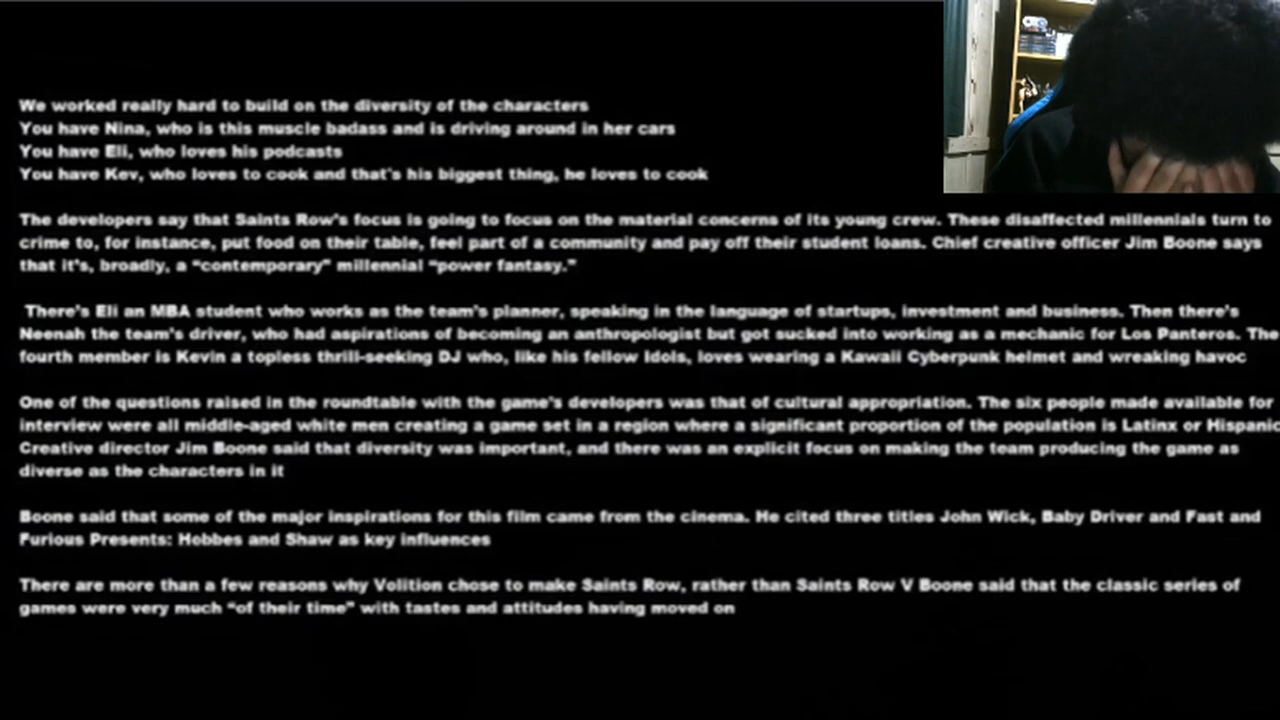 We worked really hard to build on the diversity of the characters
You have Nina, who is this muscle badass and is driving around in her cars
You have Eli, who loves his podcasts
You have Kev, who loves to cook and that's his biggest thing, he loves to cook
The developers say that Saints Row's focus is going to focus on the material concerns of its young crew. These disaffected millennials turn to
crime to, for instance, put food on their table, feel part of a community and pay off their student loans. Chief creative officer Jim Boone says
that it's, broadly, a “contemporary” millennial “power fantasy.”
There's Eli an MBA student who works as the team's planner, speaking in the language of startups, investment and business. Then there's
Neenah the team's driver, who had aspirations of becoming an anthropologist but got sucked into working as a mechanic for Los Panteros. The
fourth member is Kevin a topless thrill-seeking DJ who, like his fellow Idols, loves wearing a Kawaii Cyberpunk helmet and wreaking havoc
One of the questions raised in the roundtable with the game's developers was that of cultural appropriation. The six people made available for
interview were all middle-aged white men creating a game set in a region where a significant proportion of the population is Latinx or Hispanic
Creative director Jim Boone said that diversity was important, and there was an explicit focus on making the team producing the game as
diverse as the characters in it
Boone said that some of the major inspirations for this film came from the cinema. He cited three titles John Wick, Baby Driver and Fast and
Furious Presents: Hobbes and Shaw as key influences
There are more than a few reasons why Volition chose to make Saints Row, rather than Saints Row V Boone said that the classic series of
games were very much “of their time” with tastes and attitudes having moved on